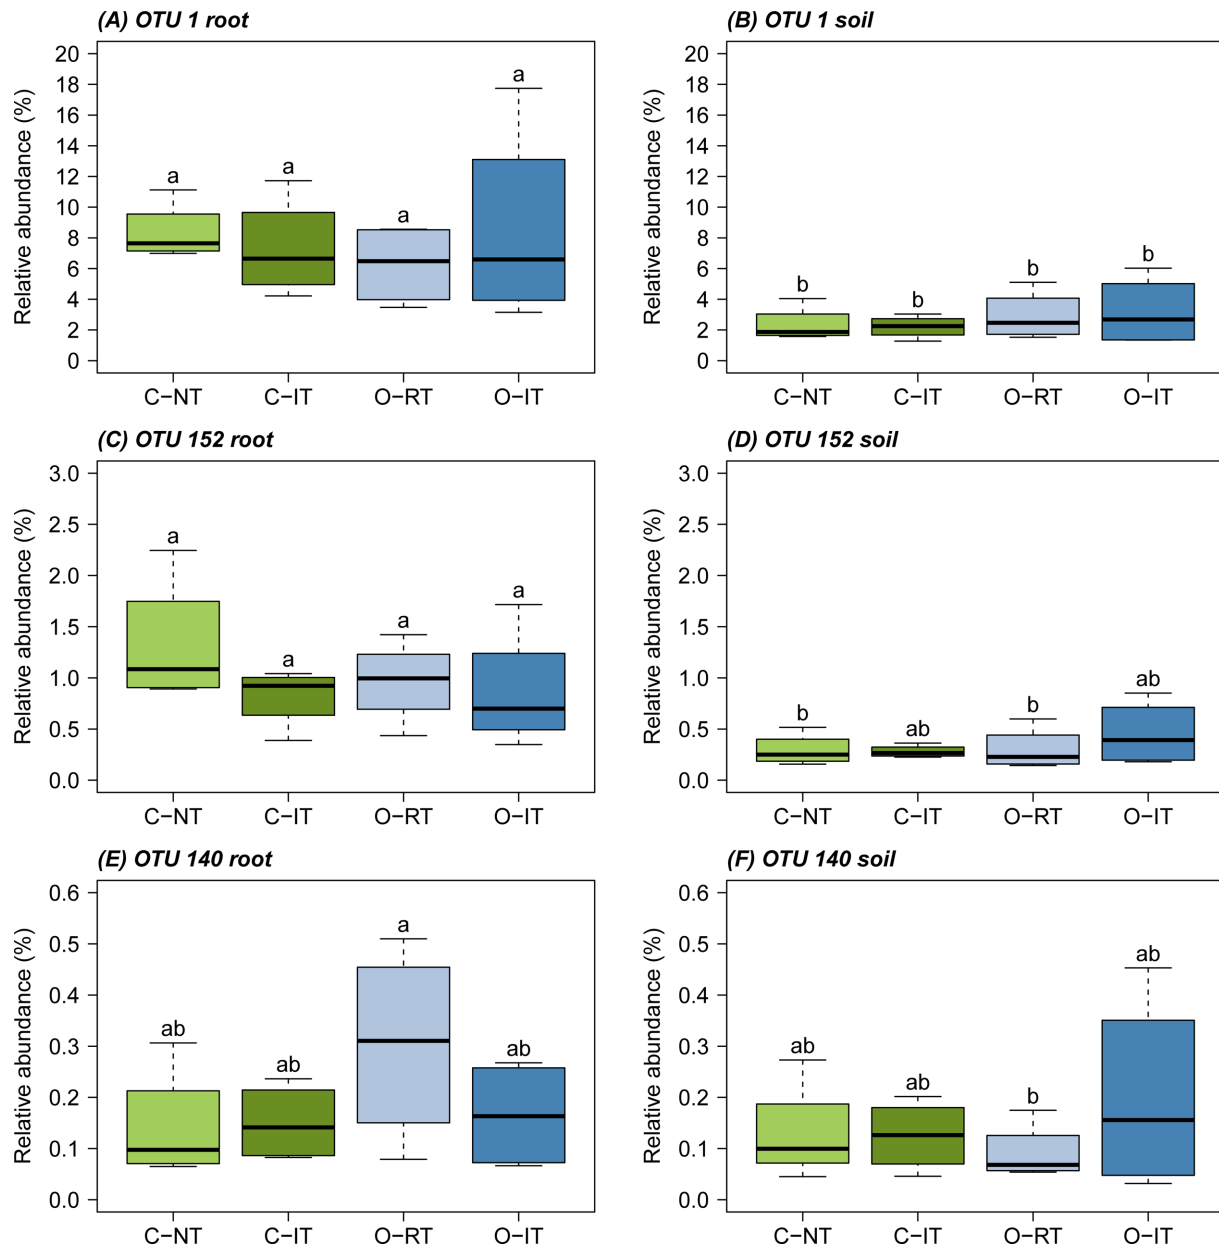 (A) OTU 1 root
Relative abundance (%)
20
18
16
14
12
10
8
6
4
2
0
a
a
a
a
C−NT
C−IT
O−RT
O−IT
(B) OTU 1 soil
Relative abundance (%)
20
18
16
14
12
10
8
6
4
2
0
b
b
b
b
C−NT
C−IT
O−RT
O−IT
(C) OTU 152 root
Relative abundance (%)
3.0
2.5
2.0
1.5
1.0
0.5
0.0
a
a
a
a
C−NT
C−IT
O−RT
O−IT
(D) OTU 152 soil
Relative abundance (%)
3.0
2.5
2.0
1.5
1.0
0.5
0.0
b
ab
b
ab
C−NT
C−IT
O−RT
O−IT
(E) OTU 140 root
Relative abundance (%)
0.6
0.5
0.4
0.3
0.2
0.1
0.0
ab
ab
a
ab
C−NT
C−IT
O−RT
O−IT
(F) OTU 140 soil
Relative abundance (%)
0.6
0.5
0.4
0.3
0.2
0.1
0.0
ab
ab
b
ab
C−NT
C−IT
O−RT
O−IT